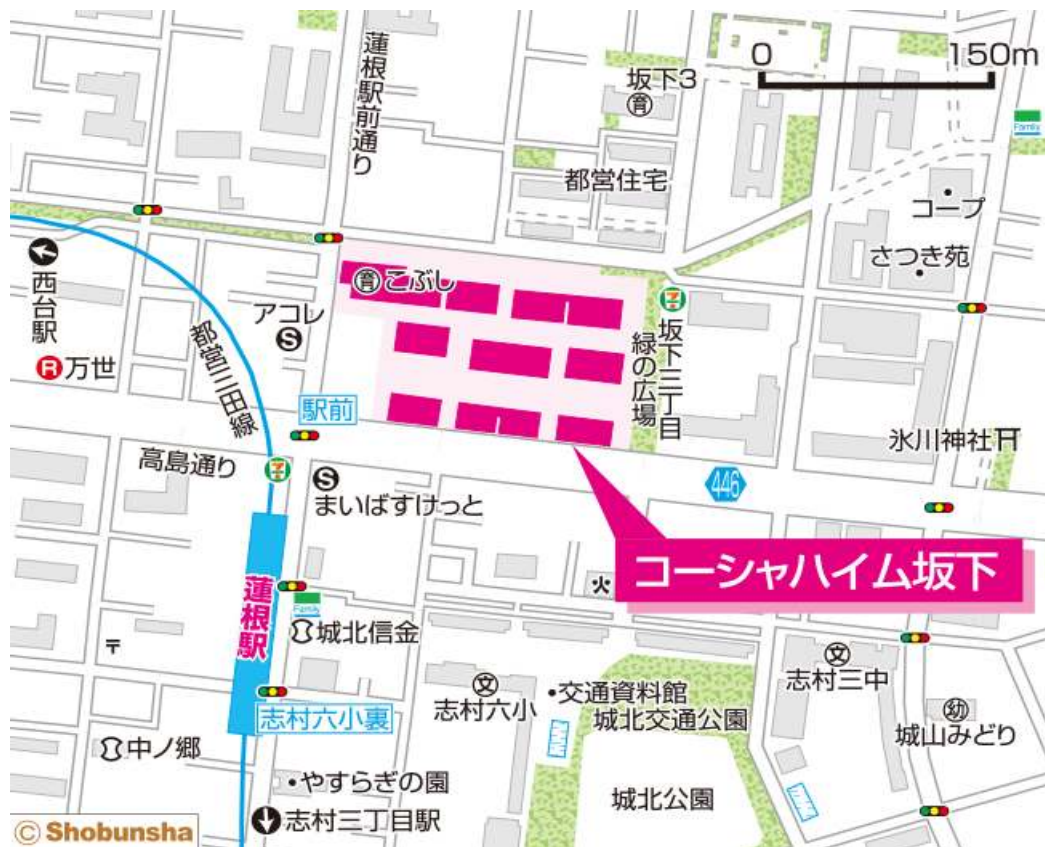 蓮根駅前通り
坂下3
育
0 150m
Family
都営住宅
コープ
さつき苑
西台駅
育 こぶし
アコレ
S
7
坂下三丁目
緑の広場
R 万世
都営三田線
駅前
氷川神社
高島通り
7
S
まいばすけっと
446
コーシャハイム坂下
火
蓮根駅
Family
城北信金
〒
文
志村六小
交通資料館
城北交通公園
文
志村三中
幼
城山みどり
志村六小裏
中ノ郷
やすらぎの園
城北公園
志村三丁目駅
© Shobunsha